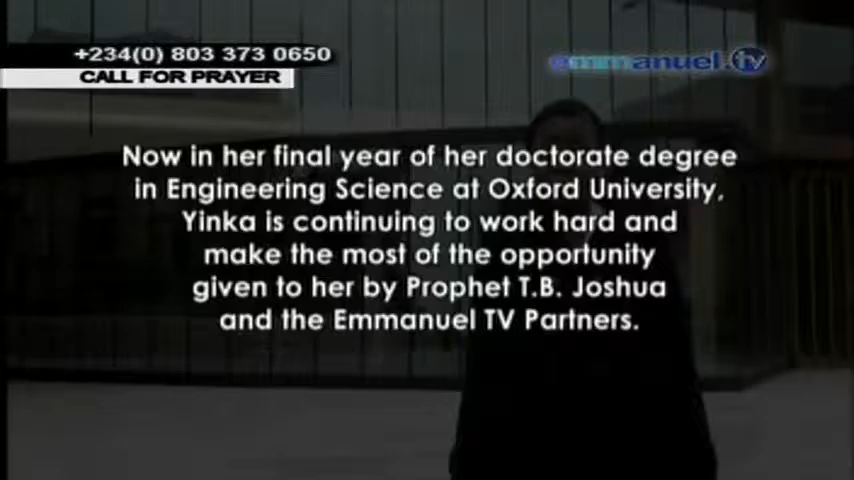 +234(0) 803 373 0650
CALL FOR PRAYER
emmanuel.tv
Now in her final year of her doctorate degree
in Engineering Science at Oxford University,
Yinka is continuing to work hard and
make the most of the opportunity
given to her by Prophet T.B. Joshua
and the Emmanuel TV Partners.